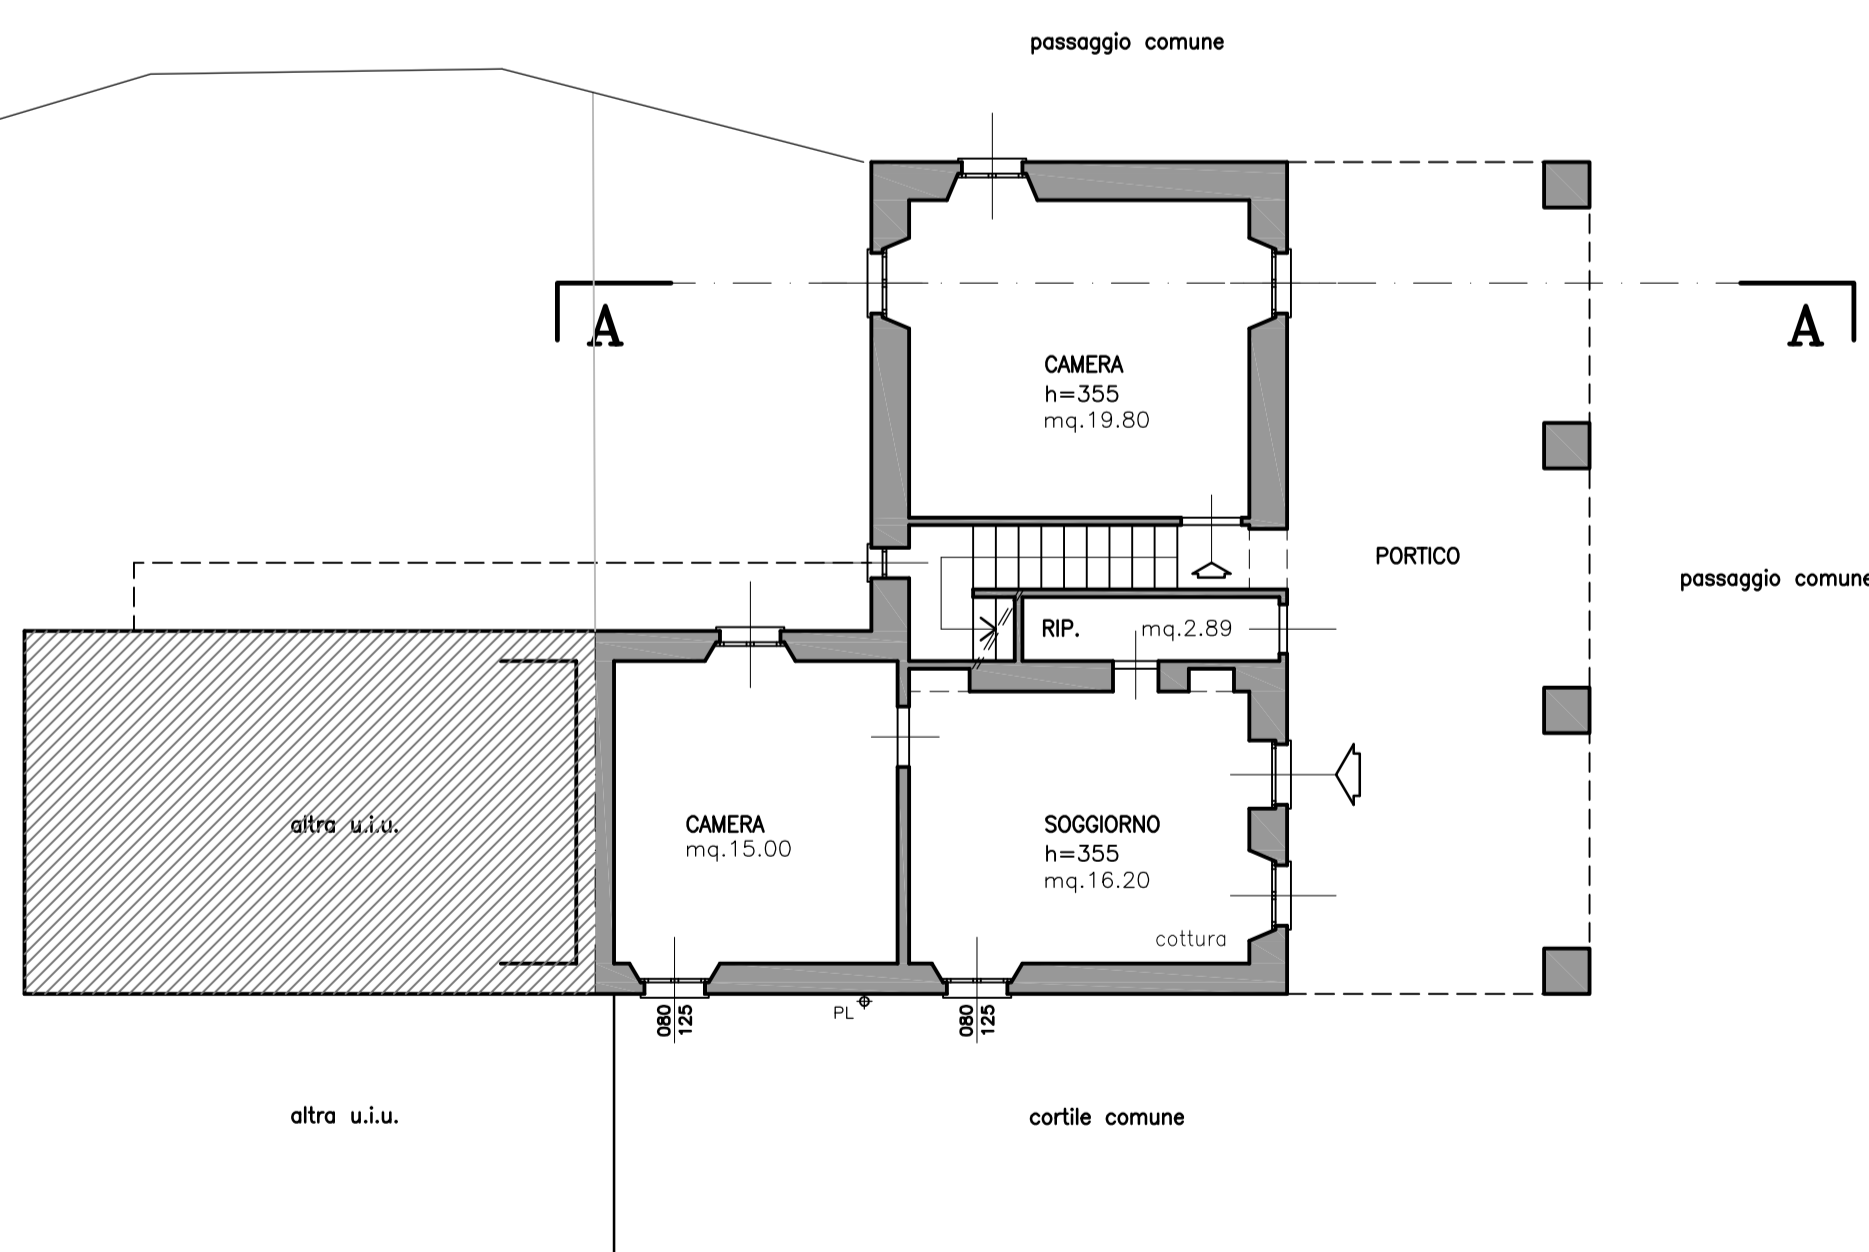 passaggio comune
A
A
CAMERA
h=355
mq.19.80
PORTICO
passaggio comune
RIP.
mq.2.89
altra u.i.u.
CAMERA
mq.15.00
SOGGIORNO
h=355
mq.16.20
cottura
PL
080
125
080
125
altra u.i.u.
cortile comune